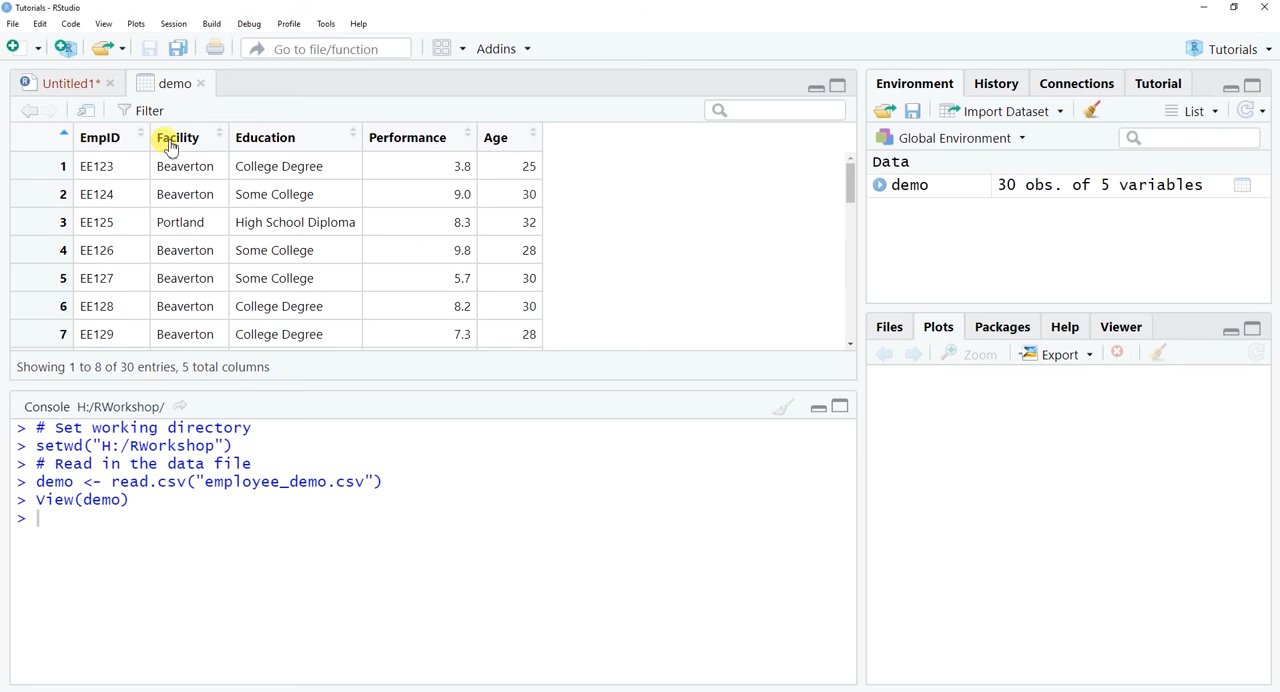 Tutorials - RStudio
File Edit Code View Plots Session Build Debug Profile Tools Help
Go to file/function Addins Tutorials
Untitled1* demo
Filter
EmpID Facility Education Performance Age
1 EE123 Beaverton College Degree 3.8 25
2 EE124 Beaverton Some College 9.0 30
3 EE125 Portland High School Diploma 8.3 32
4 EE126 Beaverton Some College 9.8 28
5 EE127 Beaverton Some College 5.7 30
6 EE128 Beaverton College Degree 8.2 30
7 EE129 Beaverton College Degree 7.3 28
Showing 1 to 8 of 30 entries, 5 total columns
Console H:/RWorkshop/
> # Set working directory
> setwd("H:/RWorkshop")
> # Read in the data file
> demo <- read.csv("employee_demo.csv")
> View(demo)
>
Environment History Connections Tutorial
Import Dataset List
Global Environment
Data
demo 30 obs. of 5 variables
Files Plots Packages Help Viewer
Zoom Export